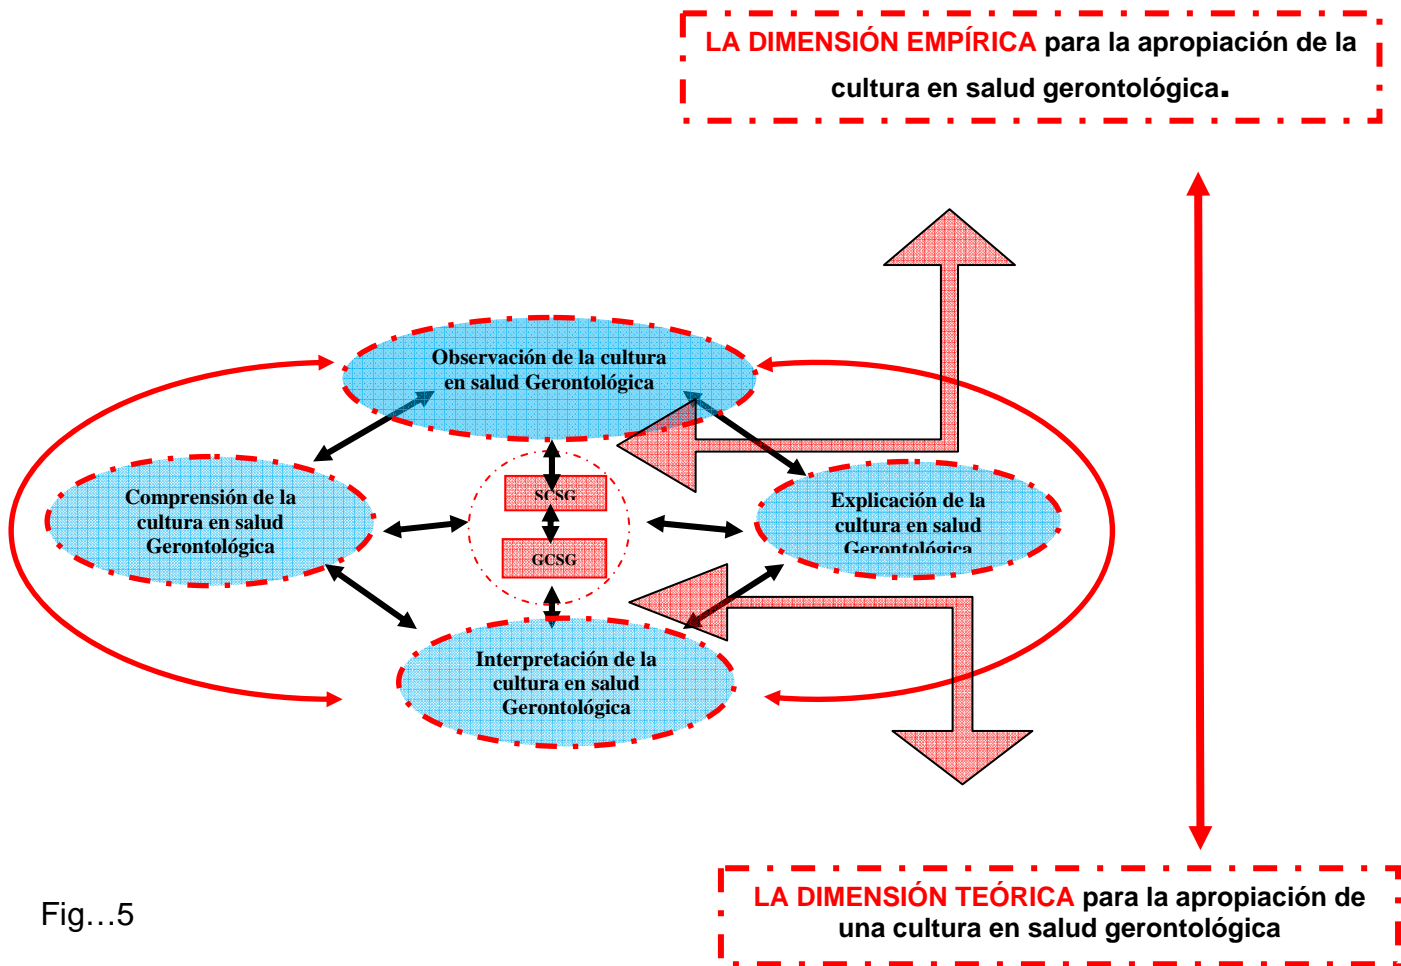 LA DIMENSIÓN EMPÍRICA para la apropiación de la
cultura en salud gerontológica.
Observación de la cultura
en salud Gerontológica
Comprensión de la
cultura en salud
Gerontológica
SCSG
GCSG
Explicación de la
cultura en salud
Gerontológica
Interpretación de la
cultura en salud
Gerontológica
LA DIMENSIÓN TEÓRICA para la apropiación de
una cultura en salud gerontológica
Fig...5